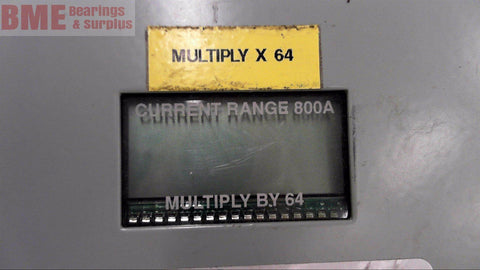 BME Bearings
& Surplus
MULTIPLY X 64
CURRENT RANGE 800A
MULTIPLY BY 64